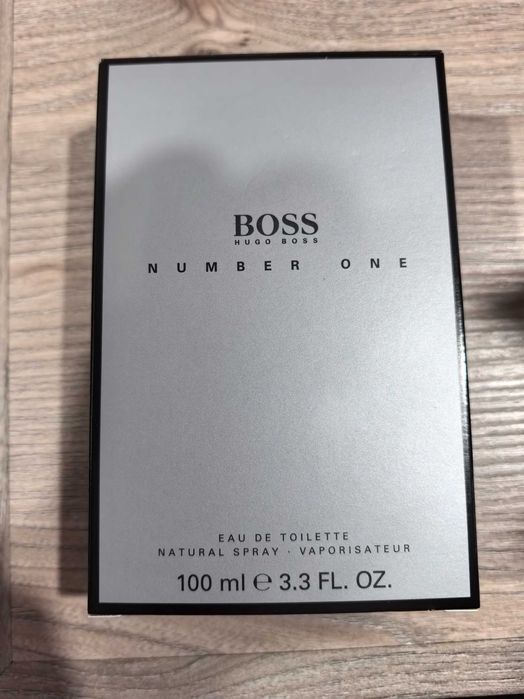 BOSS
HUGO BOSS
NUMBER ONE
EAU DE TOILETTE
NATURAL SPRAY · VAPORISATEUR
100 ml ℮ 3.3 FL. OZ.